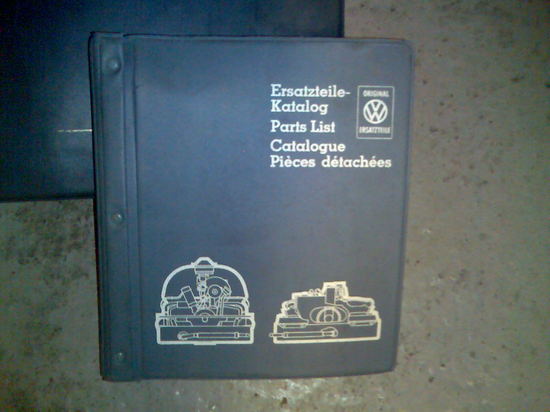 Ersatzteile-
Katalog
Parts List
Catalogue
Pièces détachées
ORIGINAL
VW
ERSATZTEILE